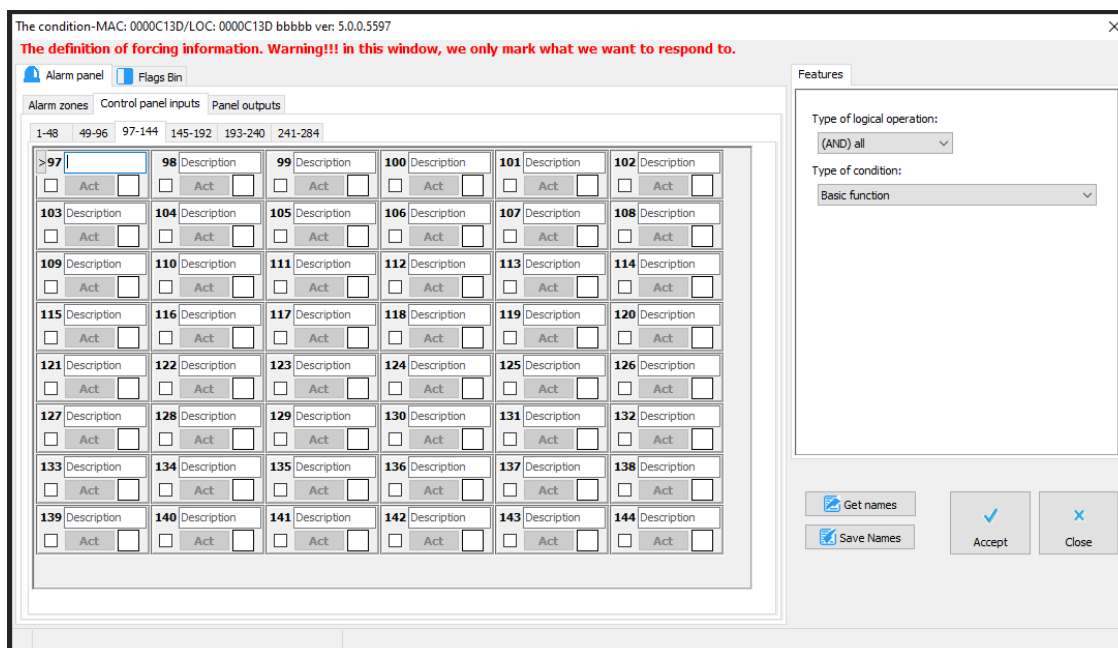 The condition-MAC: 0000C13D/LOC: 0000C13D bbbbb ver: 5.0.0.5597
The definition of forcing information. Warning!!! in this window, we only mark what we want to respond to.
Alarm panel Flags Bin
Alarm zones Control panel inputs Panel outputs
1-48 49-96 97-144 145-192 193-240 241-284
>97 98 Description 99 Description 100 Description 101 Description 102 Description
Act Act Act Act Act Act
103 Description 104 Description 105 Description 106 Description 107 Description 108 Description
Act Act Act Act Act Act
109 Description 110 Description 111 Description 112 Description 113 Description 114 Description
Act Act Act Act Act Act
115 Description 116 Description 117 Description 118 Description 119 Description 120 Description
Act Act Act Act Act Act
121 Description 122 Description 123 Description 124 Description 125 Description 126 Description
Act Act Act Act Act Act
127 Description 128 Description 129 Description 130 Description 131 Description 132 Description
Act Act Act Act Act Act
133 Description 134 Description 135 Description 136 Description 137 Description 138 Description
Act Act Act Act Act Act
139 Description 140 Description 141 Description 142 Description 143 Description 144 Description
Act Act Act Act Act Act
Features
Type of logical operation:
(AND) all
Type of condition:
Basic function
Get names
Save Names
Accept
Close